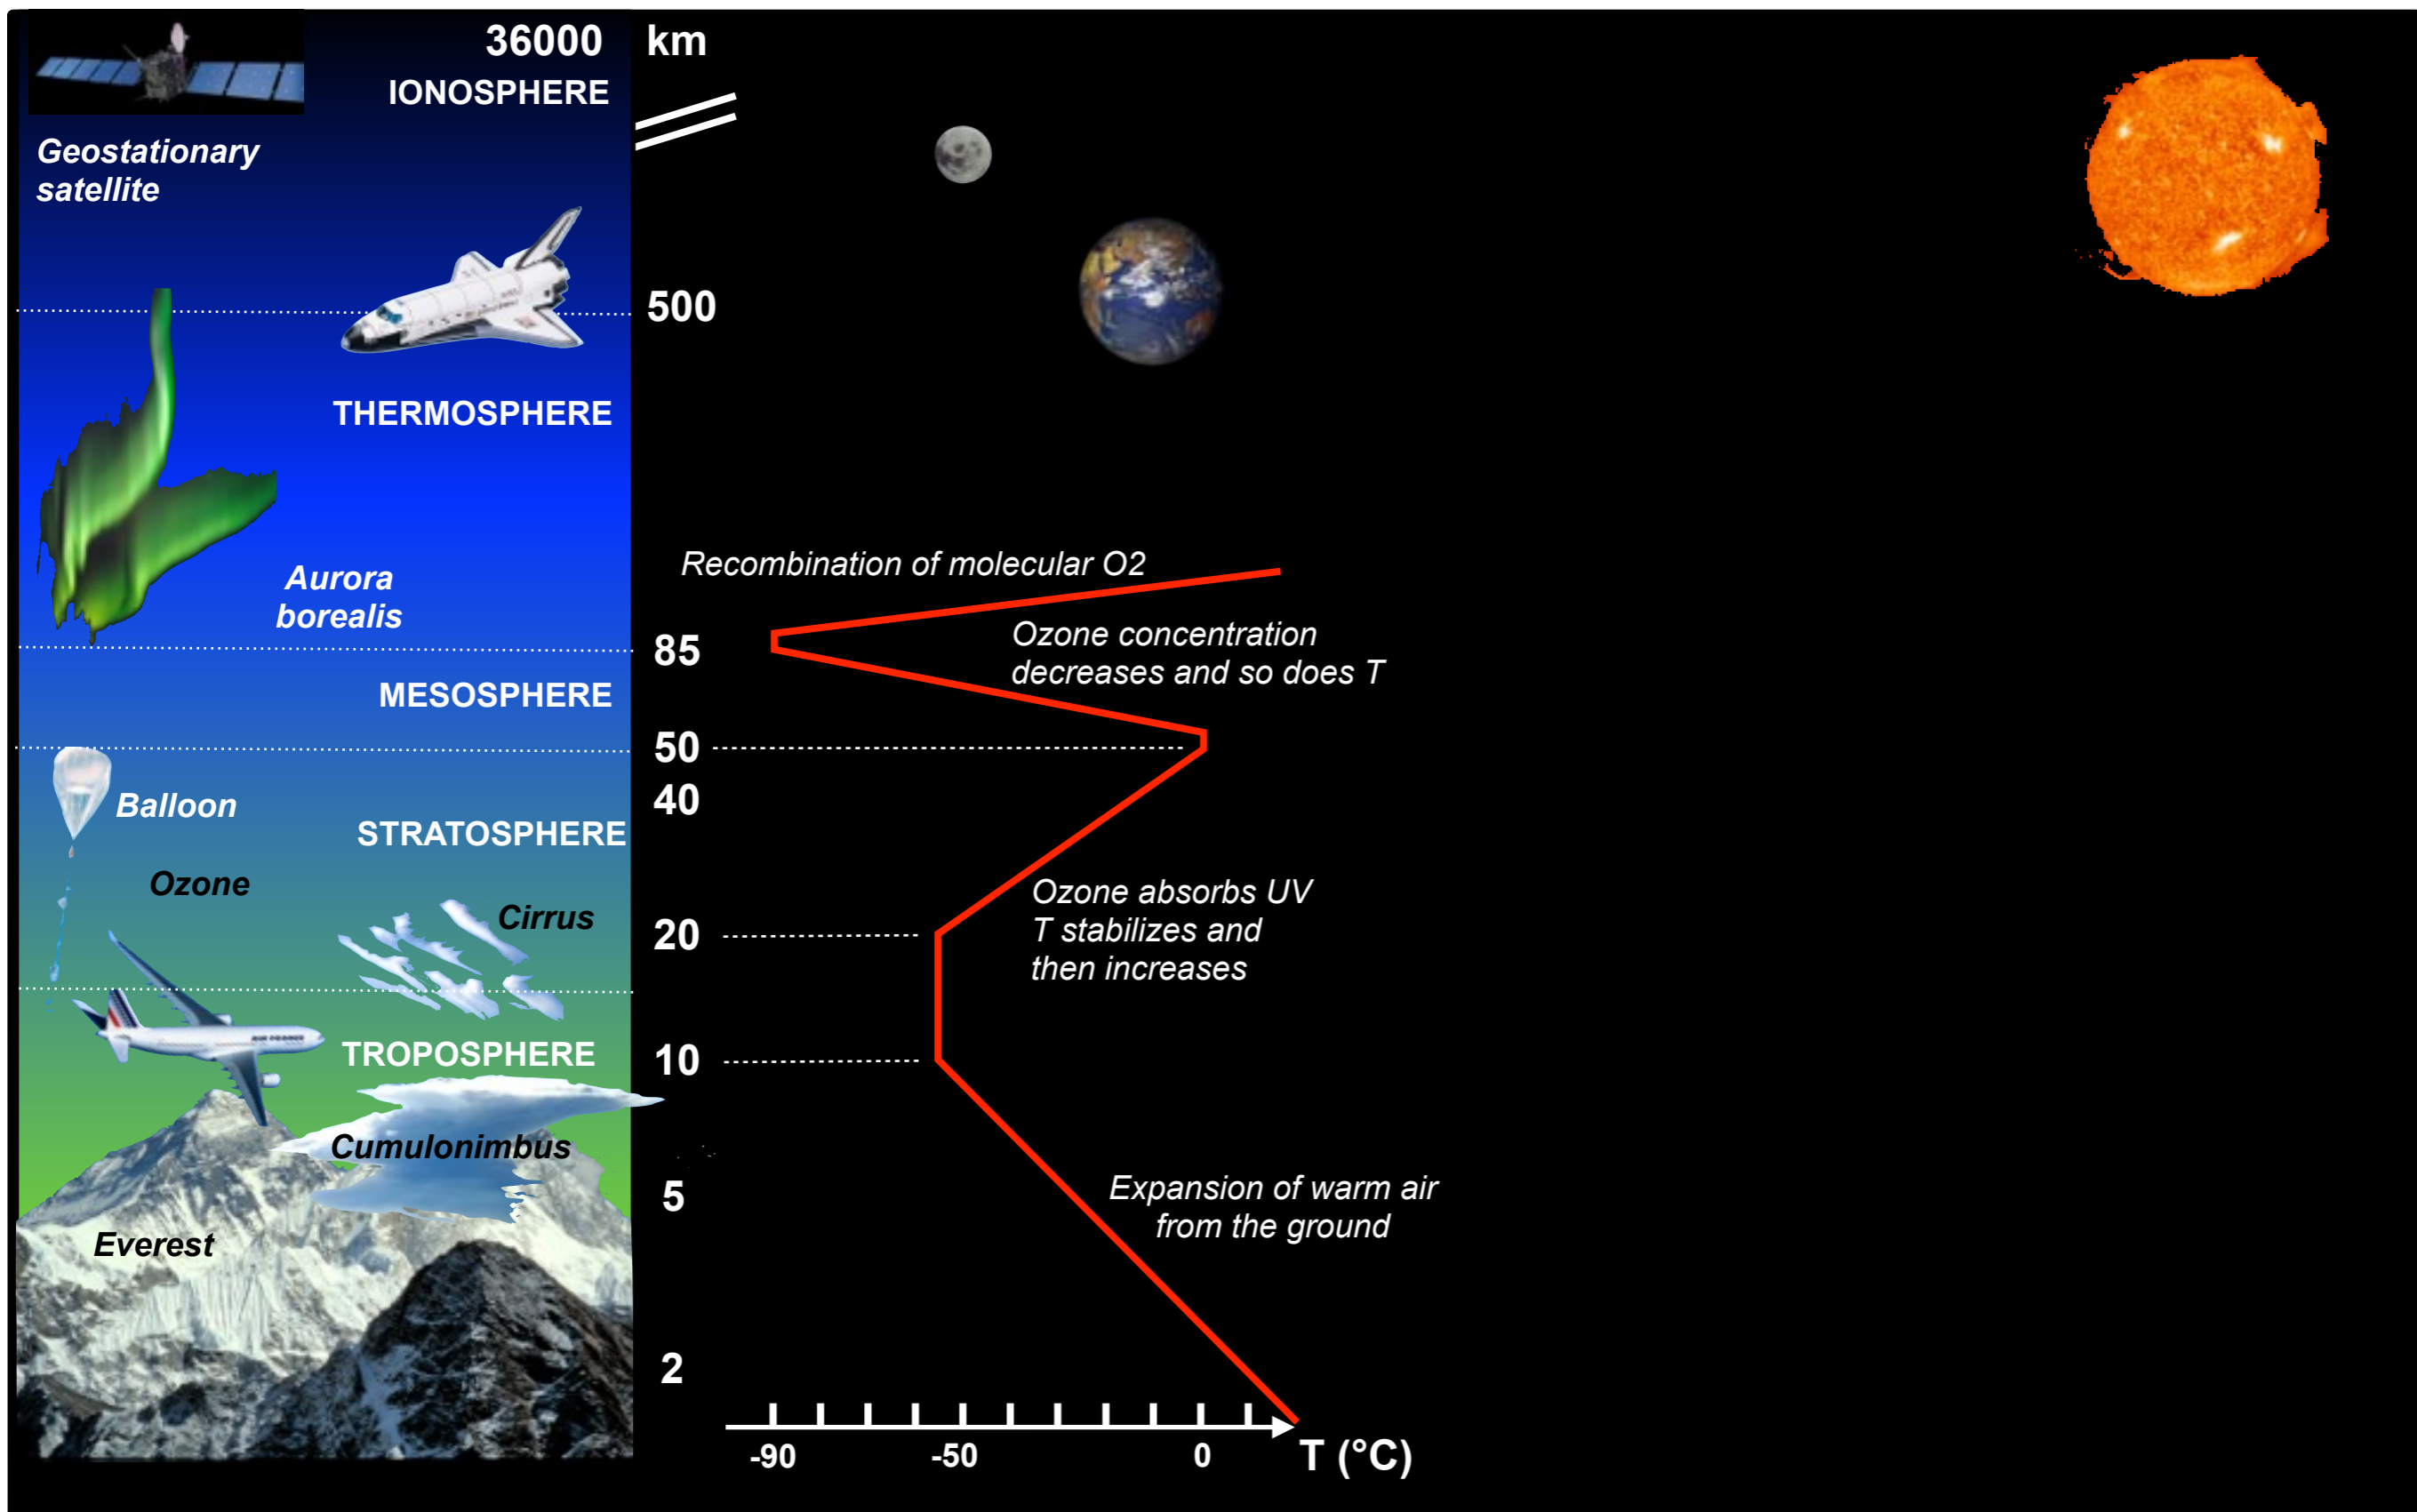 36000 km
IONOSPHERE
Geostationary
satellite
500
THERMOSPHERE
Recombination of molecular O2
Aurora
borealis
Ozone concentration
decreases and so does T
85
MESOSPHERE
50
40
Balloon
STRATOSPHERE
Ozone
Cirrus
20
Ozone absorbs UV
T stabilizes and
then increases
AIR FRANCE
TROPOSPHERE
10
Cumulonimbus
5
Expansion of warm air
from the ground
Everest
2
-90 -50 0 T (°C)